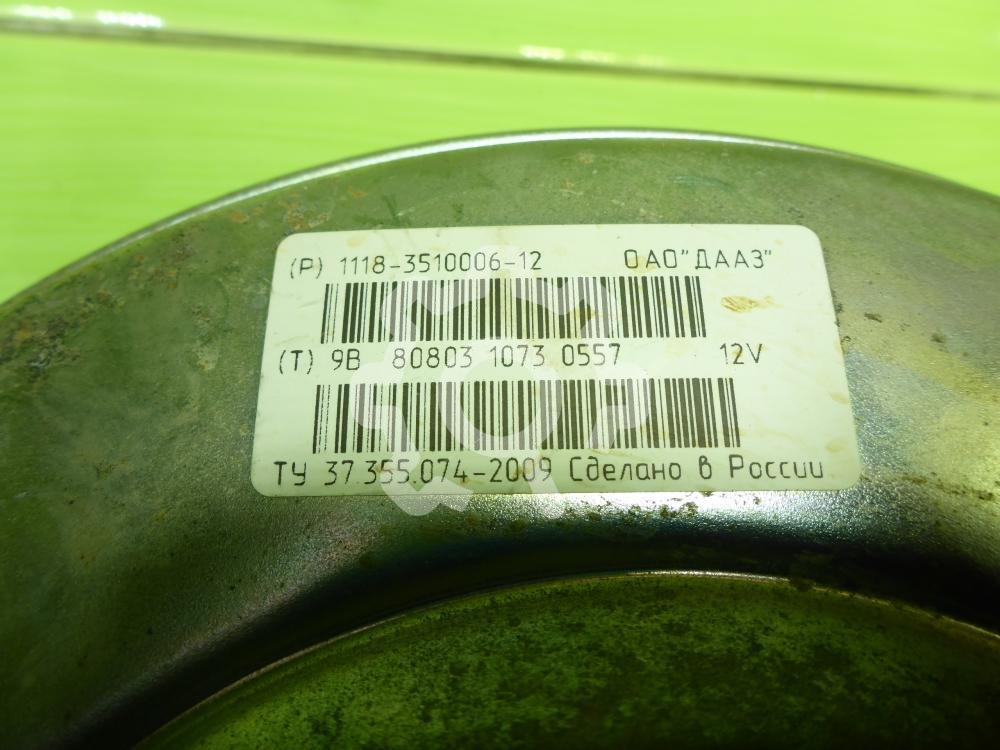 (P) 1118-3510006-12 ОАО"ДААЗ"
(T) 9B 80803 1073 0557 12V
ТУ 37.355.074-2009 Сделано в России